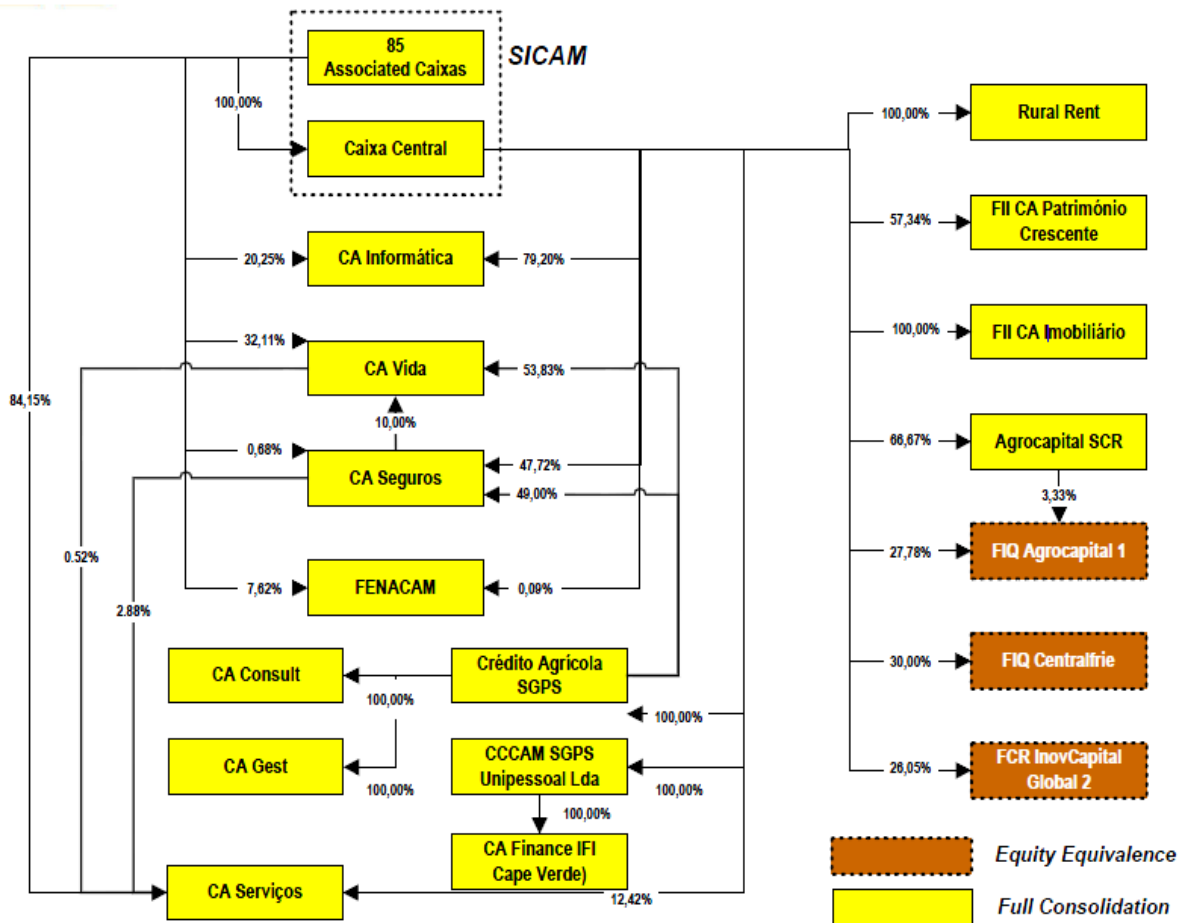 85
Associated Caixas
SICAM
100,00%
Caixa Central
100,00%
Rural Rent
57,34%
FII CA Património
Crescente
20,25%
CA Informática
79,20%
32,11%
CA Vida
53,83%
100,00%
FII CA Imobiliário
84,15%
10,00%
0,68%
CA Seguros
47,72%
49,00%
66,67%
Agrocapital SCR
3,33%
0.52%
2.88%
27,78%
FIQ Agrocapital 1
7,62%
FENACAM
0,09%
CA Consult
Crédito Agrícola
SGPS
30,00%
FIQ Centralfrie
100,00%
100,00%
CA Gest
100,00%
CCCAM SGPS
Unipessoal Lda
100,00%
26,05%
FCR InovCapital
Global 2
100,00%
CA Finance IFI
Cape Verde)
CA Serviços
12,42%
Equity Equivalence
Full Consolidation